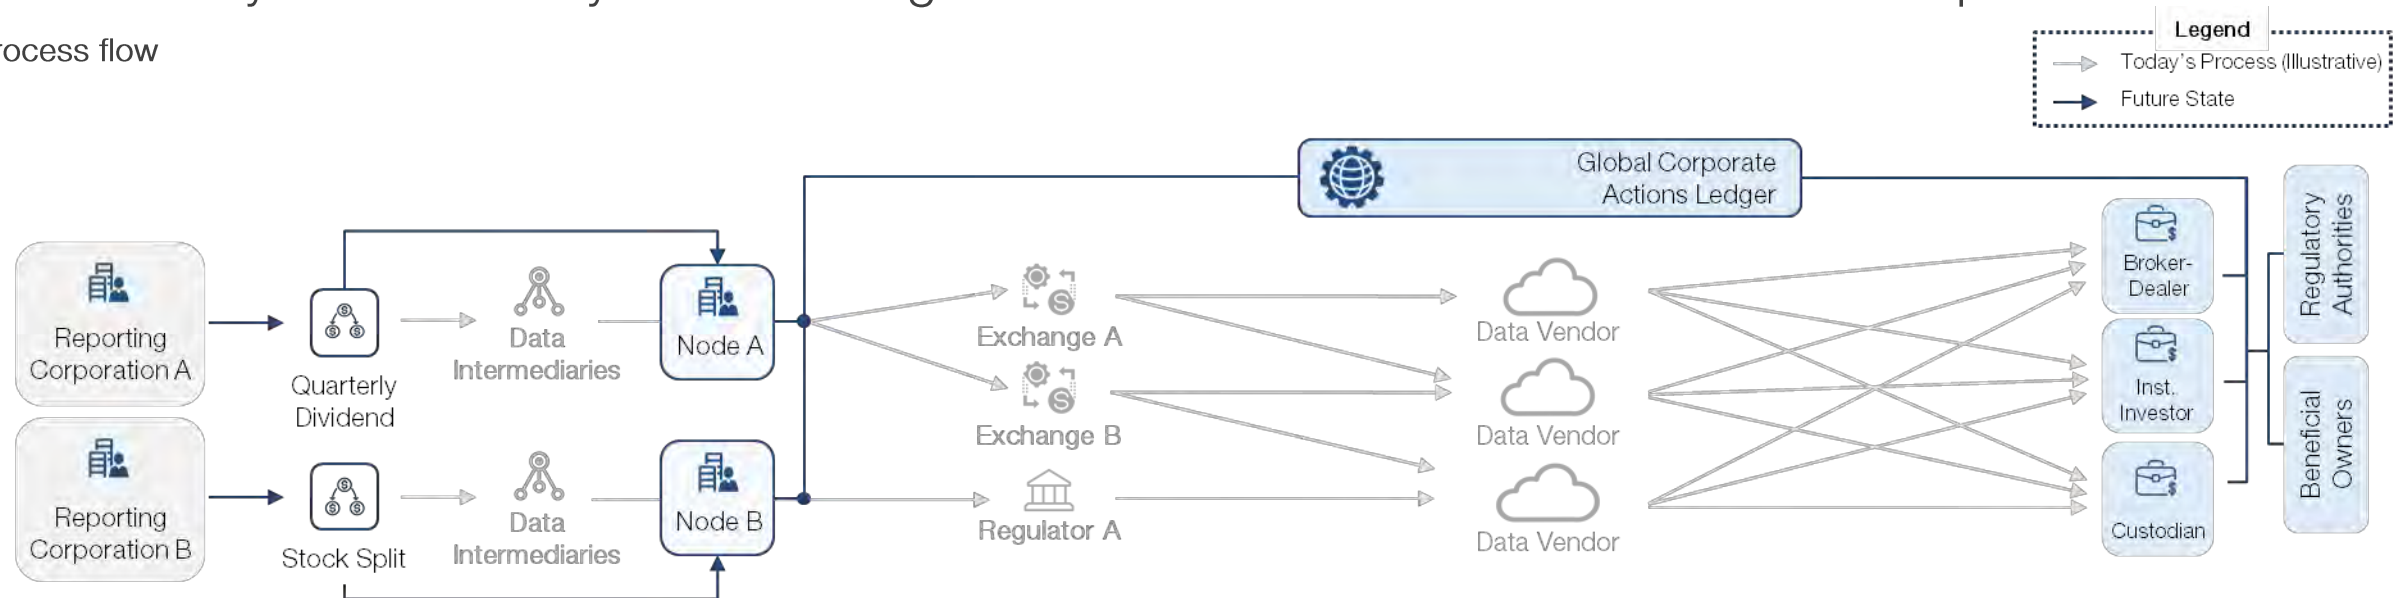 rocess flow
Legend
Today's Process (Illustrative)
Future State
Global Corporate
Actions Ledger
Reporting
Corporation A
Quarterly
Dividend
Data
Intermediaries
Node A
Exchange A
Exchange B
Data Vendor
Data Vendor
Broker-
Dealer
Inst.
Investor
Regulatory
Authorities
Reporting
Corporation B
Stock Split
Data
Intermediaries
Node B
Regulator A
Data Vendor
Custodian
Beneficial
Owners